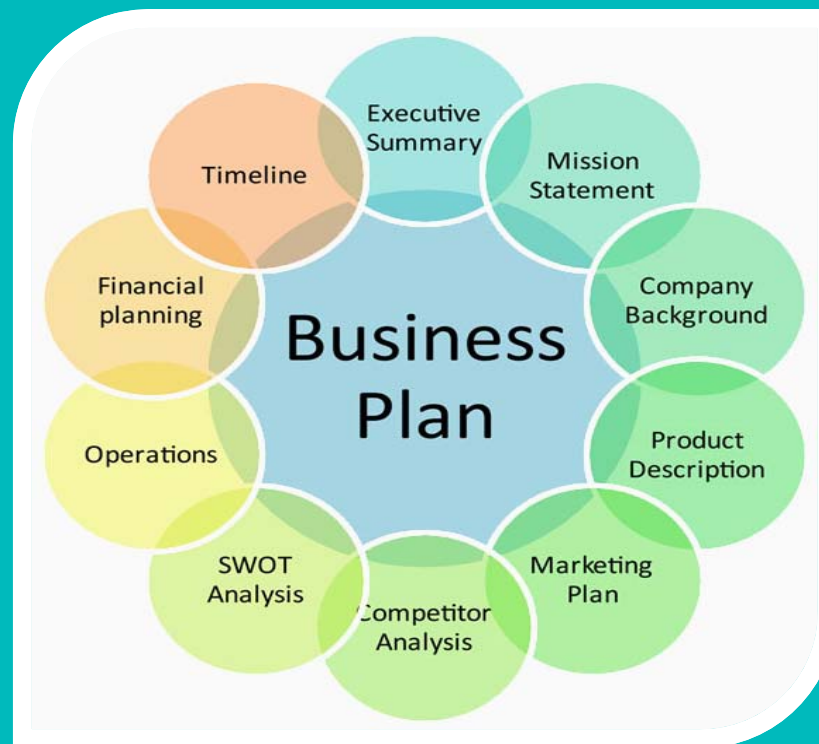 Executive
Summary
Mission
Statement
Company
Background
Product
Description
Marketing
Plan
Competitor
Analysis
SWOT
Analysis
Operations
Financial
planning
Timeline
Business
Plan